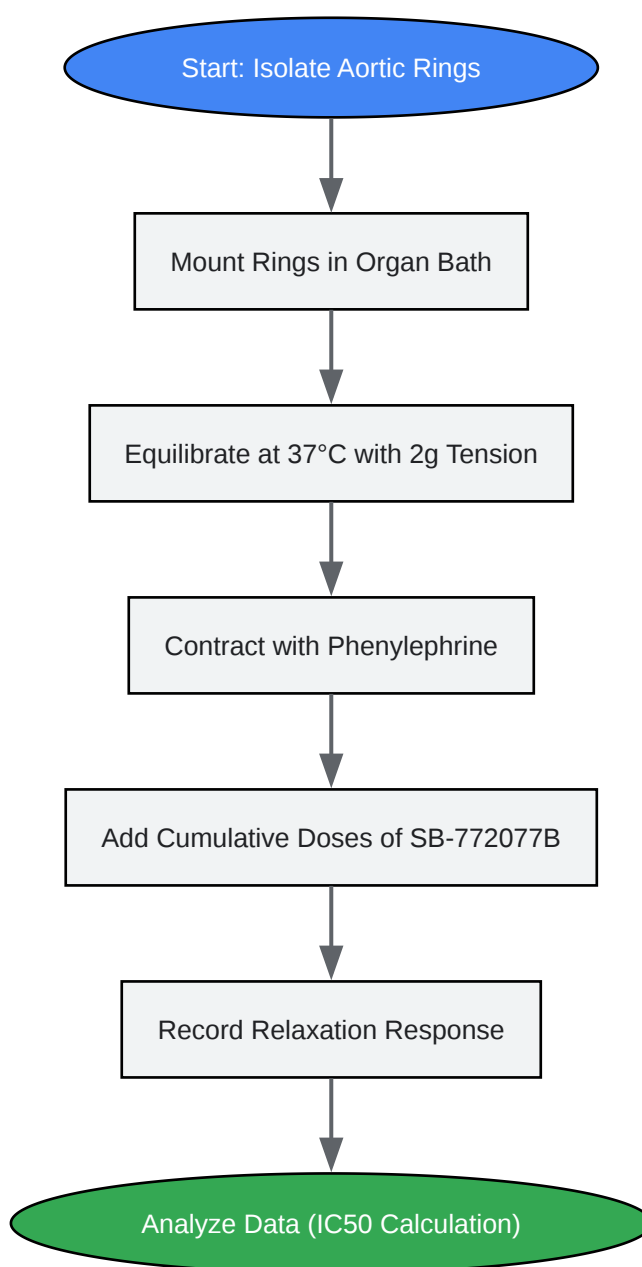 Start: Isolate Aortic Rings
Mount Rings in Organ Bath
Equilibrate at 37°C with 2g Tension
Contract with Phenylephrine
Add Cumulative Doses of SB-772077B
Record Relaxation Response
Analyze Data (IC50 Calculation)